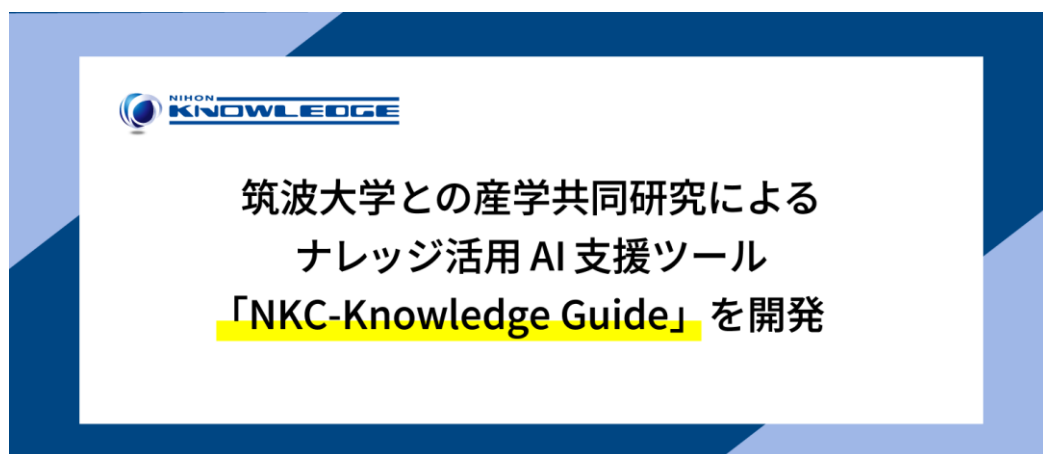 NIHON
KNOWLEDGE
筑波大学との産学共同研究による
ナレッジ活用 AI 支援ツール
「NKC-Knowledge Guide」を開発